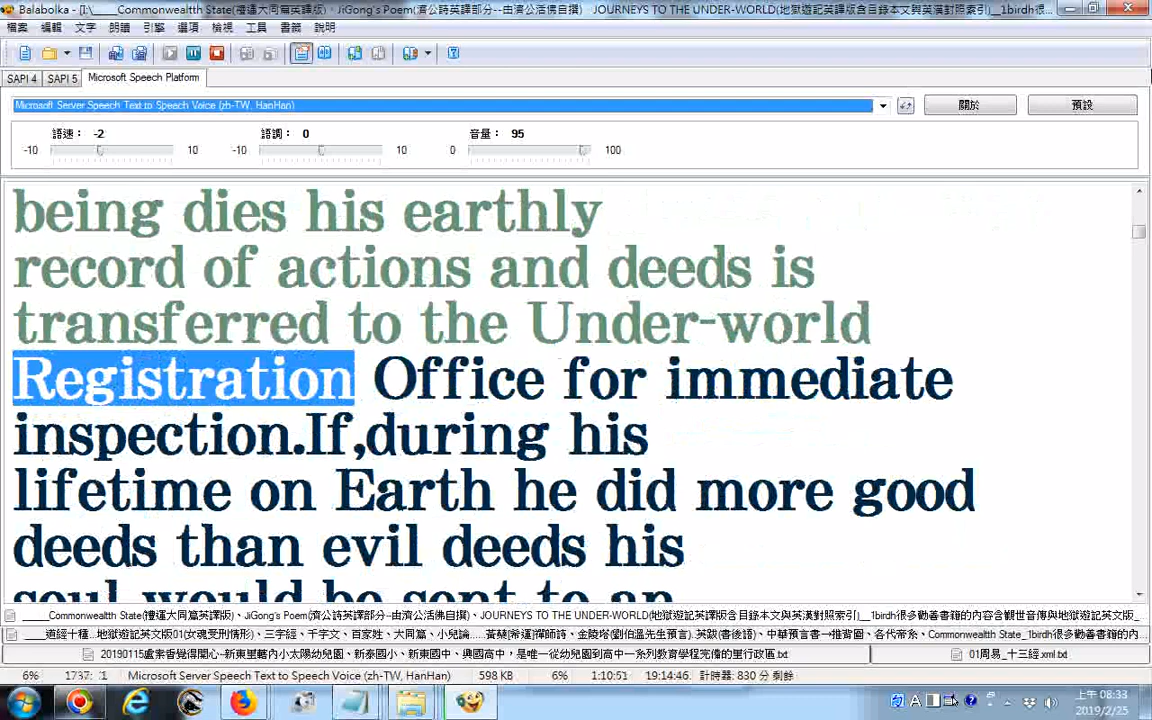 Balabolka - [I:\_____Commonwealth State(禮運大同篇英譯版)、JiGong's Poem(濟公詩英譯部分--由濟公活佛自撰)、JOURNEYS TO THE UNDER-WORLD(地獄遊記英譯版含目錄本文與英漢對照索引)__1birdh很...
檔案 編輯 文字 朗讀 引擎 選項 檢視 工具 書籤 說明
SAPI 4 SAPI 5 Microsoft Speech Platform
Microsoft Server Speech Text to Speech Voice (zh-TW, HanHan) 關於 預設
語速： -2 語調： 0 音量： 95
-10 10 -10 10 0 100
being dies his earthly
record of actions and deeds is
transferred to the Under-world
Registration Office for immediate
inspection.If,during his
lifetime on Earth he did more good
deeds than evil deeds his
soul would be sent to an
____Commonwealtth State(禮運大同篇英譯版)、JiGong's Poem(濟公詩英譯部分--由濟公活佛自撰)、JOURNEYS TO THE UNDER-WORLD(地獄遊記英譯版含目錄本文與英漢對照索引)__1birdh很多勸善書籍的內容含觀世音傳與地獄遊記英文版...
____道經十種...地獄遊記英文版01(女魂受刑情形)、三字經、千字文、百家姓、大同篇、小兒論......黃蘗[希運]禪師詩、金陵塔(劉伯溫先生預言)
中華預言書--推背圖、各代帝系、Commonwealth State_1birdh很多勸善書籍的內...
20190115盧案皆覺得開心--新東里轄內小太陽幼兒園、新泰國小、新東國中、興國高中，是唯一從幼兒園到高中一系列教育學程完備的里行政區.txt 01周易_十三經.xml.txt
6% 1737: 1 Microsoft Server Speech Text to Speech Voice (zh-TW, HanHan) 598 KB 6% 1:10:51 19:14:46 計時器: 830 分 剩餘
上午 08:33
2019/2/25